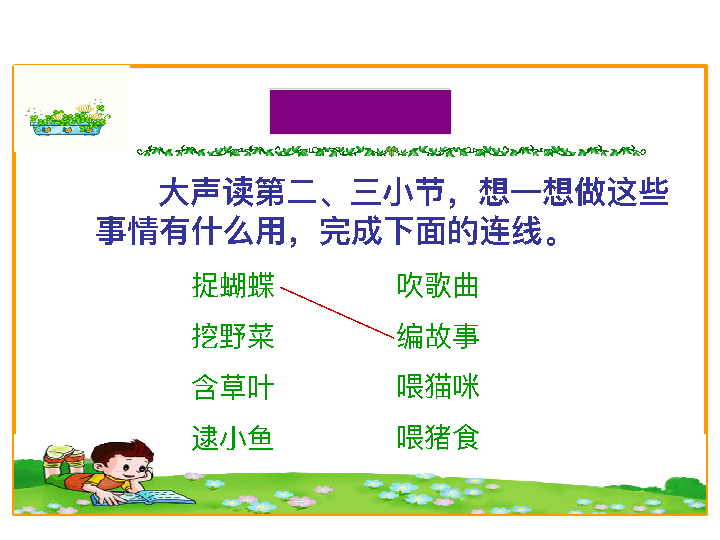 大声读第二、三小节，想一想做这些
事情有什么用，完成下面的连线。
捉蝴蝶 吹歌曲
挖野菜 编故事
含草叶 喂猫咪
逮小鱼 喂猪食